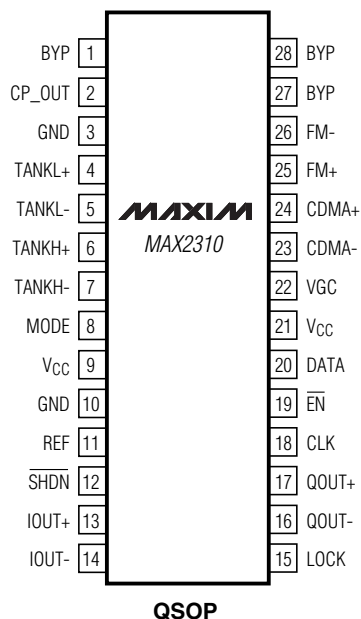 BYP 1 28 BYP
CP_OUT 2 27 BYP
GND 3 26 FM-
TANKL+ 4 25 FM+
TANKL- 5 MAXIM 24 CDMA+
TANKH+ 6 MAX2310 23 CDMA-
TANKH- 7 22 VGC
MODE 8 21 VCC
VCC 9 20 DATA
GND 10 19 EN
REF 11 18 CLK
SHDN 12 17 QOUT+
IOUT+ 13 16 QOUT-
IOUT- 14 15 LOCK
QSOP